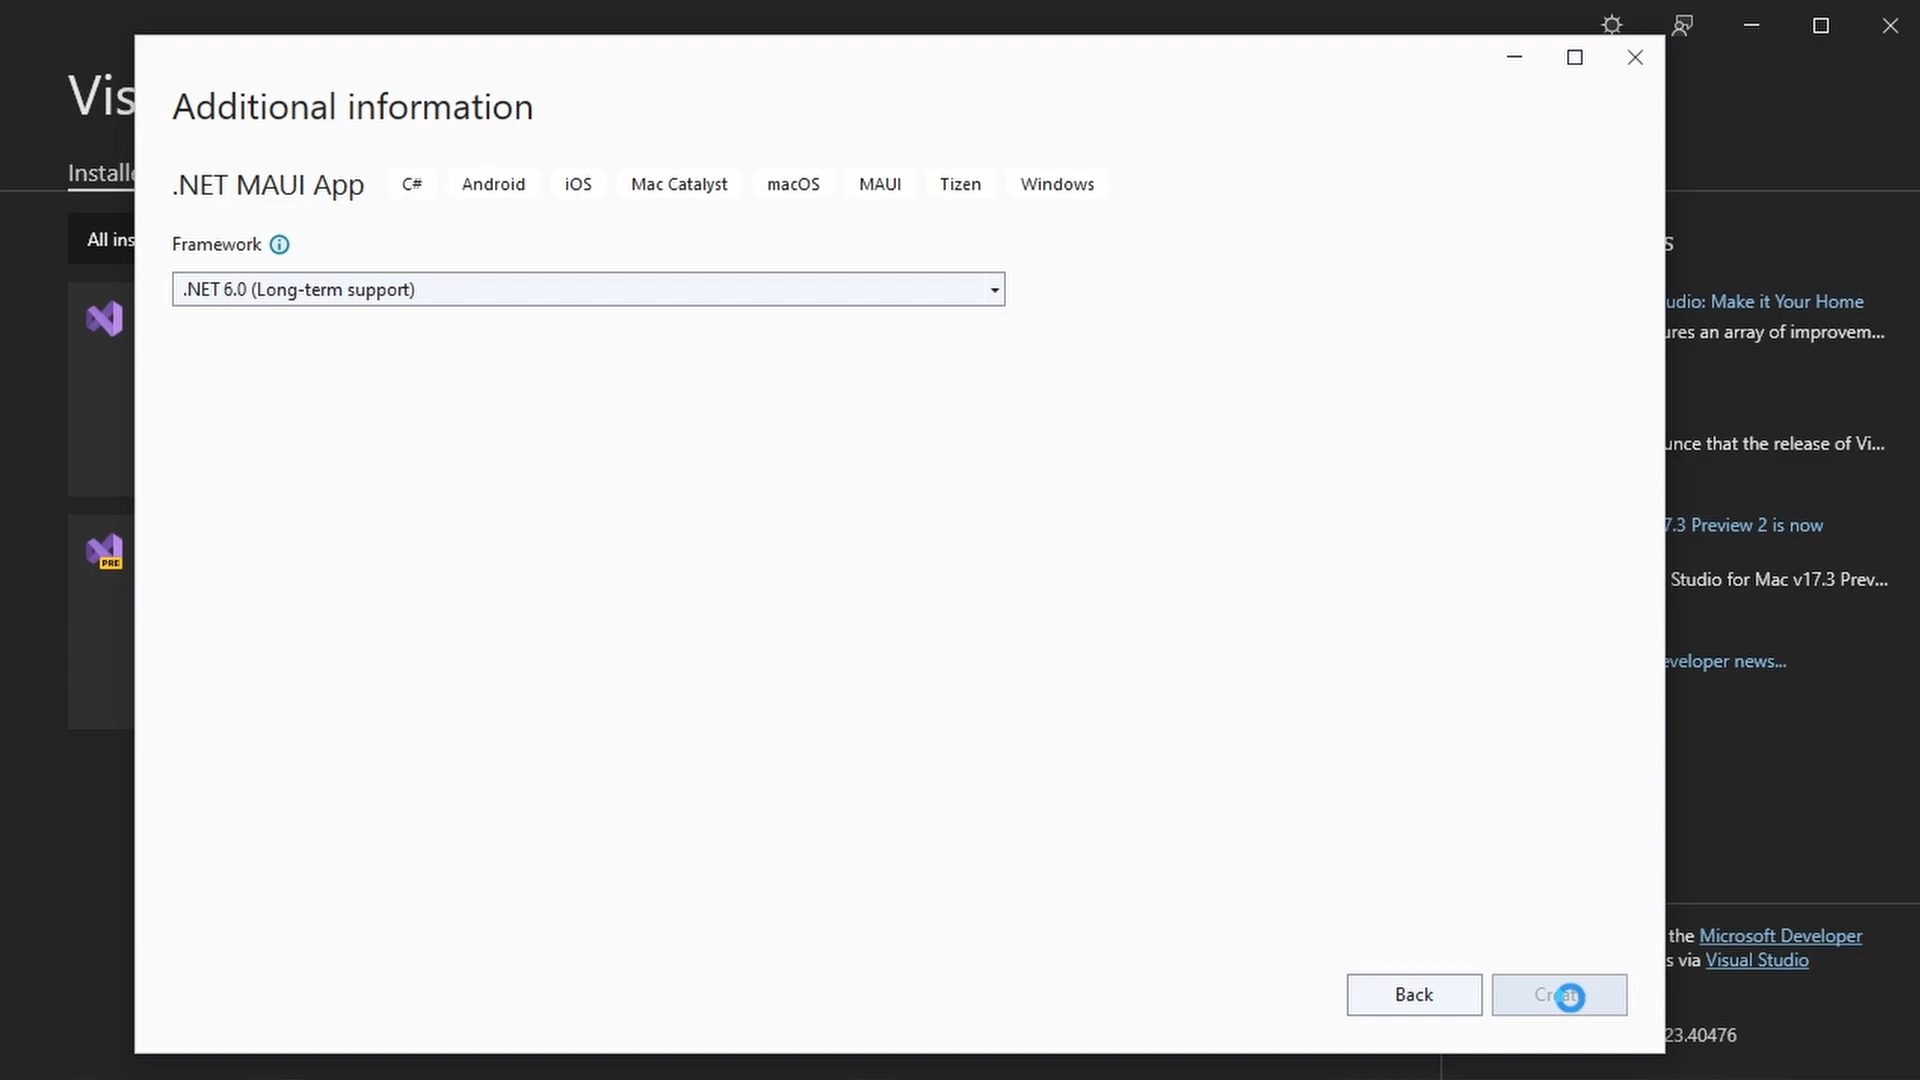 Vis
Installe
All ins
PRE
Additional information
.NET MAUI App C# Android iOS Mac Catalyst macOS MAUI Tizen Windows
Framework
.NET 6.0 (Long-term support)
Back
s
udio: Make it Your Home
ures an array of improvem...
unce that the release of Vi...
7.3 Preview 2 is now
Studio for Mac v17.3 Prev...
eveloper news...
the Microsoft Developer
s via Visual Studio
23.40476